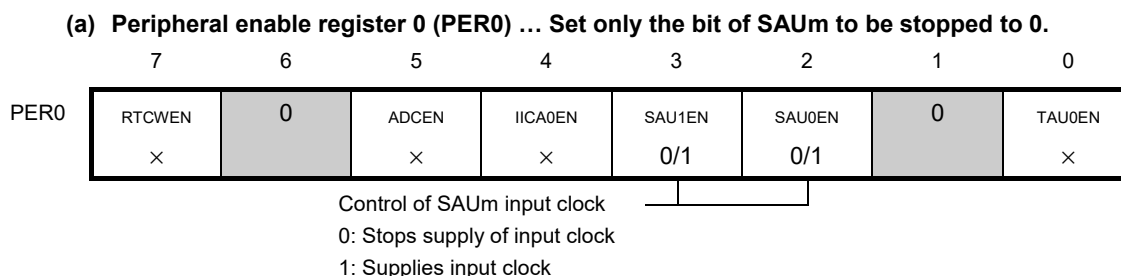 (a) Peripheral enable register 0 (PER0) … Set only the bit of SAUm to be stopped to 0.
7 6 5 4 3 2 1 0
PER0 RTCWEN 0 ADCEN IICA0EN SAU1EN SAU0EN 0 TAU0EN
× × × 0/1 0/1 ×
Control of SAUm input clock
0: Stops supply of input clock
1: Supplies input clock